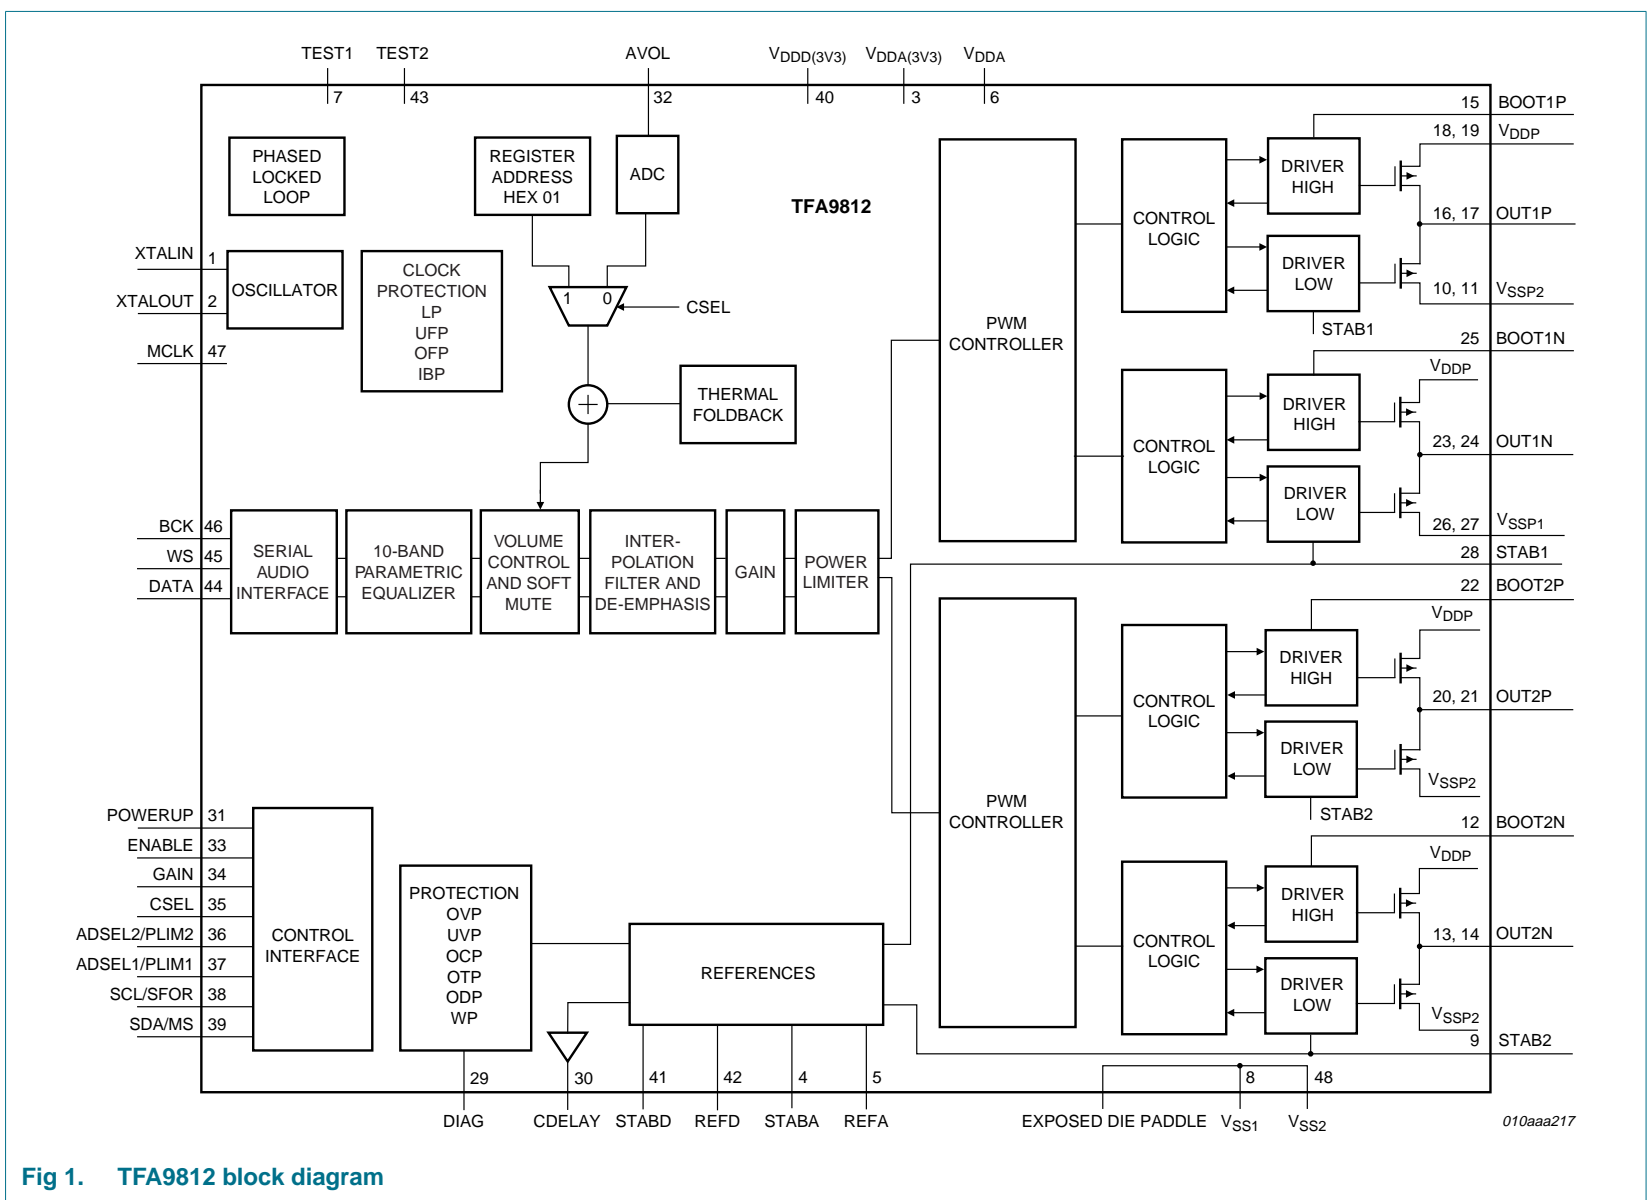 TEST1 TEST2 AVOL VDDD(3V3) VDDA(3V3) VDDA
7 43 32 40 3 6
PHASED
LOCKED
LOOP
REGISTER
ADDRESS
HEX 01
ADC
TFA9812
XTALIN 1
XTALOUT 2
MCLK 47
OSCILLATOR
CLOCK
PROTECTION
LP
UFP
OFP
IBP
1 0
CSEL
THERMAL
FOLDBACK
BCK 46
WS 45
DATA 44
SERIAL
AUDIO
INTERFACE
10-BAND
PARAMETRIC
EQUALIZER
VOLUME
CONTROL
AND SOFT
MUTE
INTER-
POLATION
FILTER AND
DE-EMPHASIS
GAIN
POWER
LIMITER
PWM
CONTROLLER
CONTROL
LOGIC
DRIVER
HIGH
DRIVER
LOW
STAB1
15 BOOT1P
18, 19 VDDP
16, 17 OUT1P
10, 11 VSSP2
CONTROL
LOGIC
DRIVER
HIGH
DRIVER
LOW
25 BOOT1N
VDDP
23, 24 OUT1N
26, 27 VSSP1
28 STAB1
PWM
CONTROLLER
CONTROL
LOGIC
DRIVER
HIGH
DRIVER
LOW
STAB2
22 BOOT2P
VDDP
20, 21 OUT2P
VSSP2
CONTROL
LOGIC
DRIVER
HIGH
DRIVER
LOW
12 BOOT2N
VDDP
13, 14 OUT2N
VSSP2
9 STAB2
POWERUP 31
ENABLE 33
GAIN 34
CSEL 35
ADSEL2/PLIM2 36
ADSEL1/PLIM1 37
SCL/SFOR 38
SDA/MS 39
CONTROL
INTERFACE
PROTECTION
OVP
UVP
OCP
OTP
ODP
WP
REFERENCES
29 30 41 42 4 5 8 48
DIAG CDELAY STABD REFD STABA REFA EXPOSED DIE PADDLE VSS1 VSS2
010aaa217
Fig 1. TFA9812 block diagram